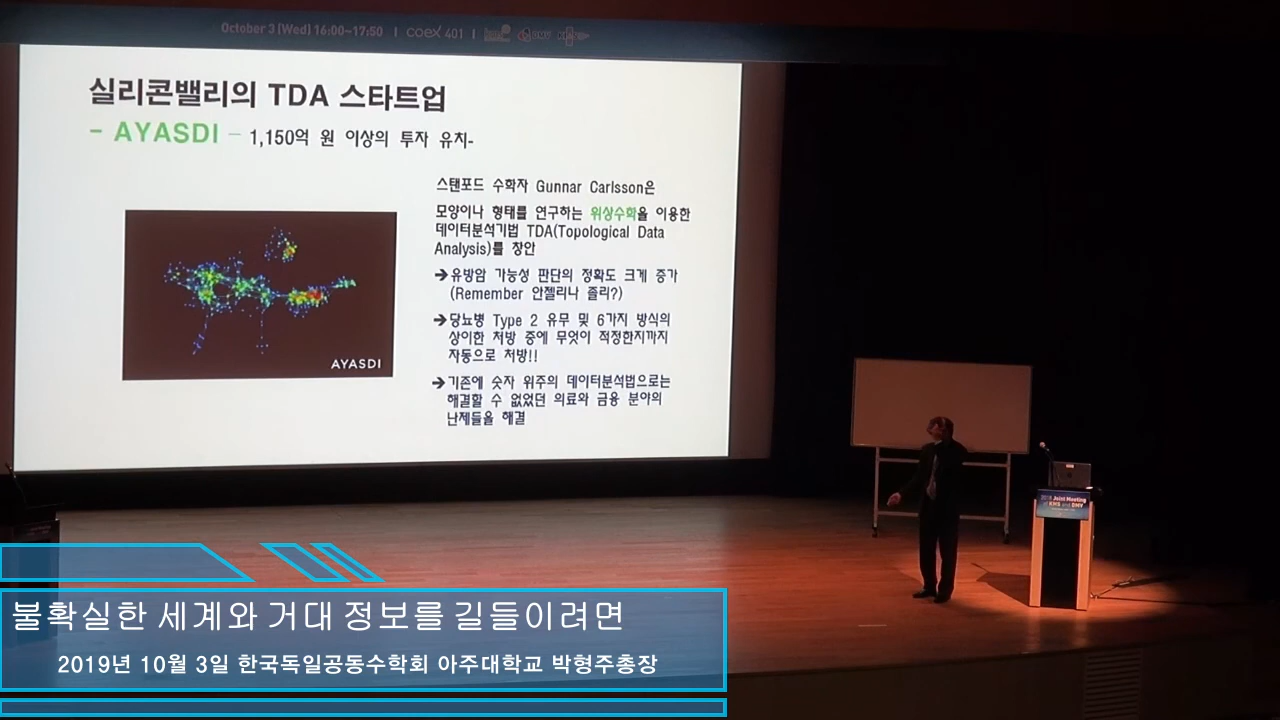 October 3 [Wed] 16:00~17:50 | coex 401 |
실리콘밸리의 TDA 스타트업
- AYASDI – 1,150억 원 이상의 투자 유치-
스탠포드 수학자 Gunnar Carlsson은
모양이나 형태를 연구하는 위상수학을 이용한
데이터분석기법 TDA(Topological Data
Analysis)를 창안
➔유방암 가능성 판단의 정확도 크게 증가
(Remember 안젤리나 졸리?)
➔당뇨병 Type 2 유무 및 6가지 방식의
상이한 처방 중에 무엇이 적정한지까지
자동으로 처방!!
➔기존에 숫자 위주의 데이터분석법으로는
해결할 수 없었던 의료와 금융 분야의
난제들을 해결
AYASDI
2019 Joint Meeting
of KMS and DMV
불확실한 세계와 거대 정보를 길들이려면
2019년 10월 3일 한국독일공동수학회 아주대학교 박형주총장